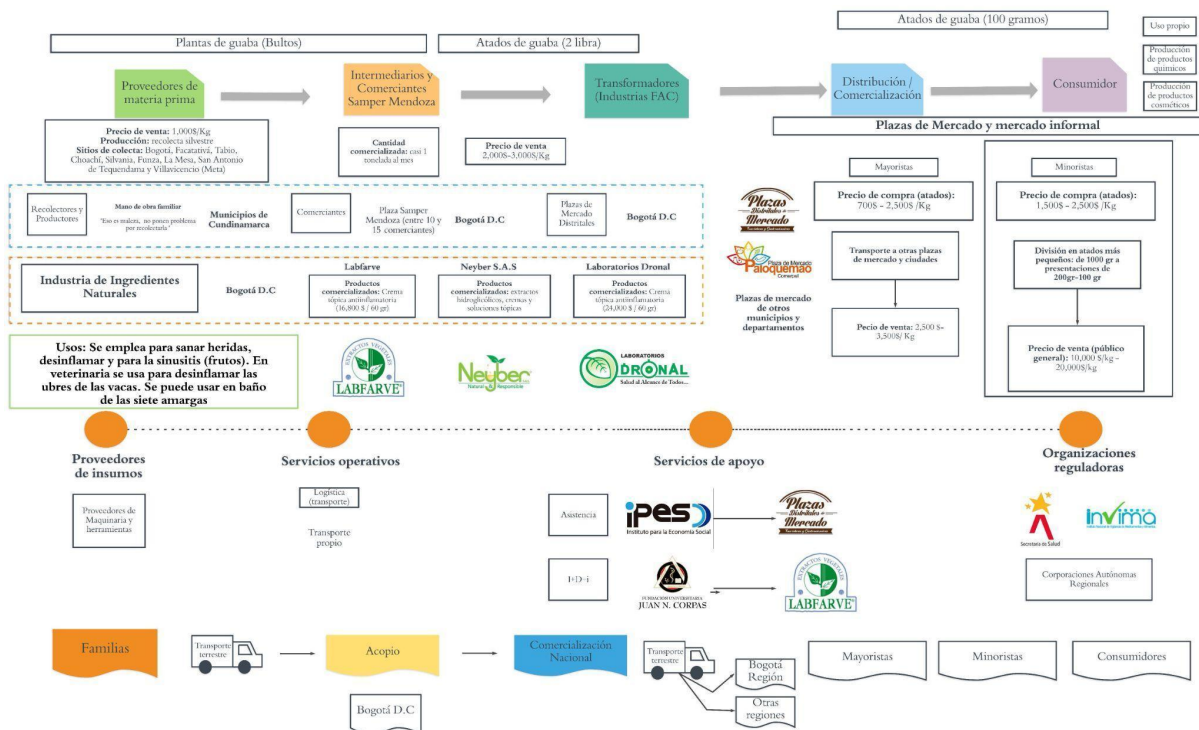 Atados de guaba (100 gramos)
Plantas de guaba (Bultos)
Atados de guaba (2 libra)
Uso propio
Producción
de productos
químicos
Producción
de productos
cosméticos
Proveedores de
materia prima
Intermediarios y
Comerciantes
Samper Mendoza
Transformadores
(Industrias FAC)
Distribución /
Comercialización
Consumidor
Precio de venta: 1,000$/Kg
Producción: recolecta silvestre
Sitios de colecta: Bogotá, Facatativá, Tabio,
Choachí, Silvania, Funza, La Mesa, San Antonio
de Tequendama y Villavicencio (Meta)
Cantidad
comercializada: casi 1
tonelada al mes
Precio de venta
2,000$-3,000$/Kg
Plazas de Mercado y mercado informal
Mayoristas
Minoristas
Precio de compra (atados):
700$ - 2,500$ /Kg
Precio de compra (atados):
1,500$ - 2,500$ /Kg
Recolectores y
Productores
Mano de obra familiar
"Eso es maleza, no ponen problema
por recolectarla"
Municipios de
Cundinamarca
Comerciantes
Plaza Samper
Mendoza (entre 10 y
15 comerciantes)
Bogotá D.C
Plazas de
Mercado
Distritales
Bogotá D.C
Plazas
Distritales de
Mercado
Plaza de Mercado
Paloquemao
Comercial
Plazas de mercado
de otros
municipios y
departamentos
Transporte a otras plazas
de mercado y ciudades
División en atados más
pequeños: de 1000 gr a
presentaciones de
200gr-100 gr
Pecio de venta: 2,500 $-
3,500$/ Kg
Precio de venta (público
general): 10,000 $/kg -
20,000$/kg
Industria de Ingredientes
Naturales
Bogotá D.C
Labfarve
Productos
comercializados: Crema
tópica antiinflamatoria
(16,800 $ / 60 gr)
Neyber S.A.S
Productos
comercializados: extractos
hidroglicólicos, cremas y
soluciones tópicas
Laboratorios Dronal
Productos
comercializados: Crema
tópica antiinflamatoria
(24,000 $ / 60 gr)
Usos: Se emplea para sanar heridas,
desinflamar y para la sinusitis (frutos). En
veterinaria se usa para desinflamar las
ubres de las vacas. Se puede usar en baño
de las siete amargas
EXTRACTOS VEGETALES
LABFARVE
Neyber
Natural & Responsible
LABORATORIOS
DRONAL
Salud al Alcance de Todos...
Proveedores
de insumos
Servicios operativos
Servicios de apoyo
Organizaciones
reguladoras
Proveedores de
Maquinaria y
herramientas
Logística
(transporte)
Transporte
propio
Asistencia
iPES
Instituto para la Economía Social
Plazas
Distritales de
Mercado
I+D+i
FUNDACIÓN UNIVERSITARIA
JUAN N. CORPAS
EXTRACTOS VEGETALES
LABFARVE
Secretaría de Salud
invima
Corporaciones Autónomas
Regionales
Familias
Transporte
terrestre
Acopio
Comercialización
Nacional
Transporte
terrestre
Bogotá
Región
Otras
regiones
Mayoristas
Minoristas
Consumidores
Bogotá D.C